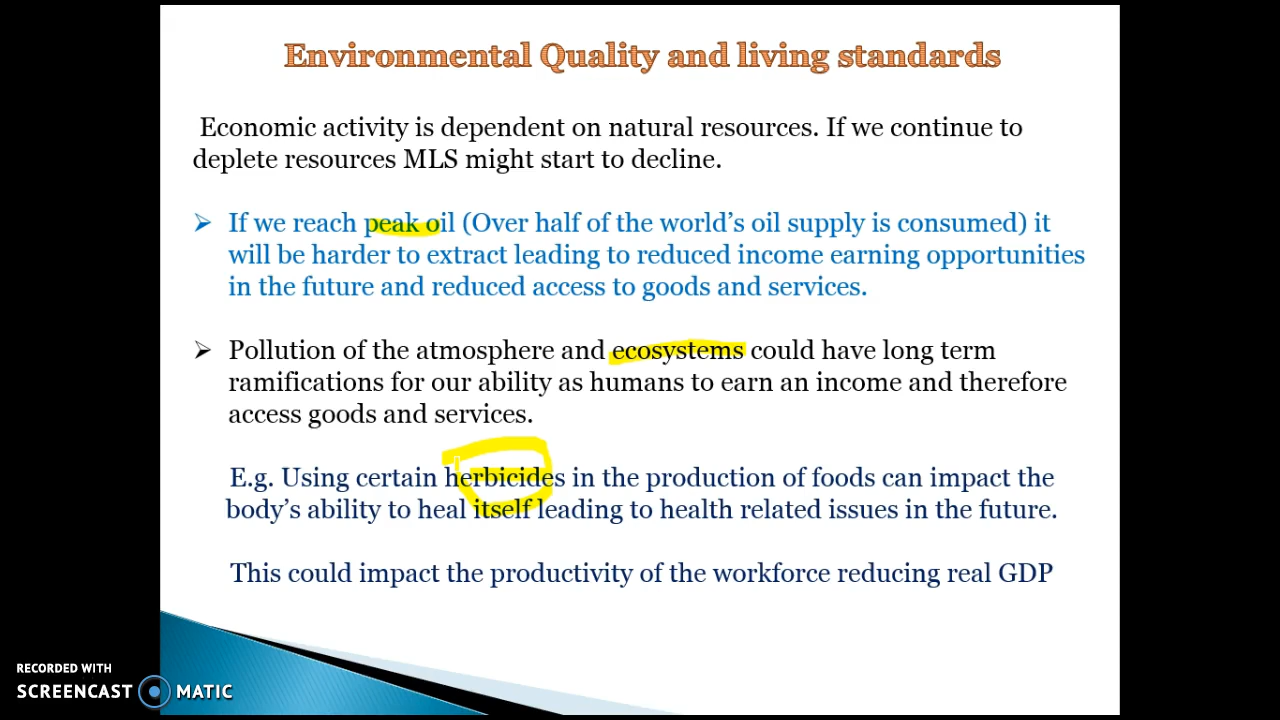 Environmental Quality and living standards
Economic activity is dependent on natural resources. If we continue to
deplete resources MLS might start to decline.
If we reach peak oil (Over half of the world’s oil supply is consumed) it
will be harder to extract leading to reduced income earning opportunities
in the future and reduced access to goods and services.
Pollution of the atmosphere and ecosystems could have long term
ramifications for our ability as humans to earn an income and therefore
access goods and services.
E.g. Using certain herbicides in the production of foods can impact the
body’s ability to heal itself leading to health related issues in the future.
This could impact the productivity of the workforce reducing real GDP
RECORDED WITH
SCREENCAST MATIC